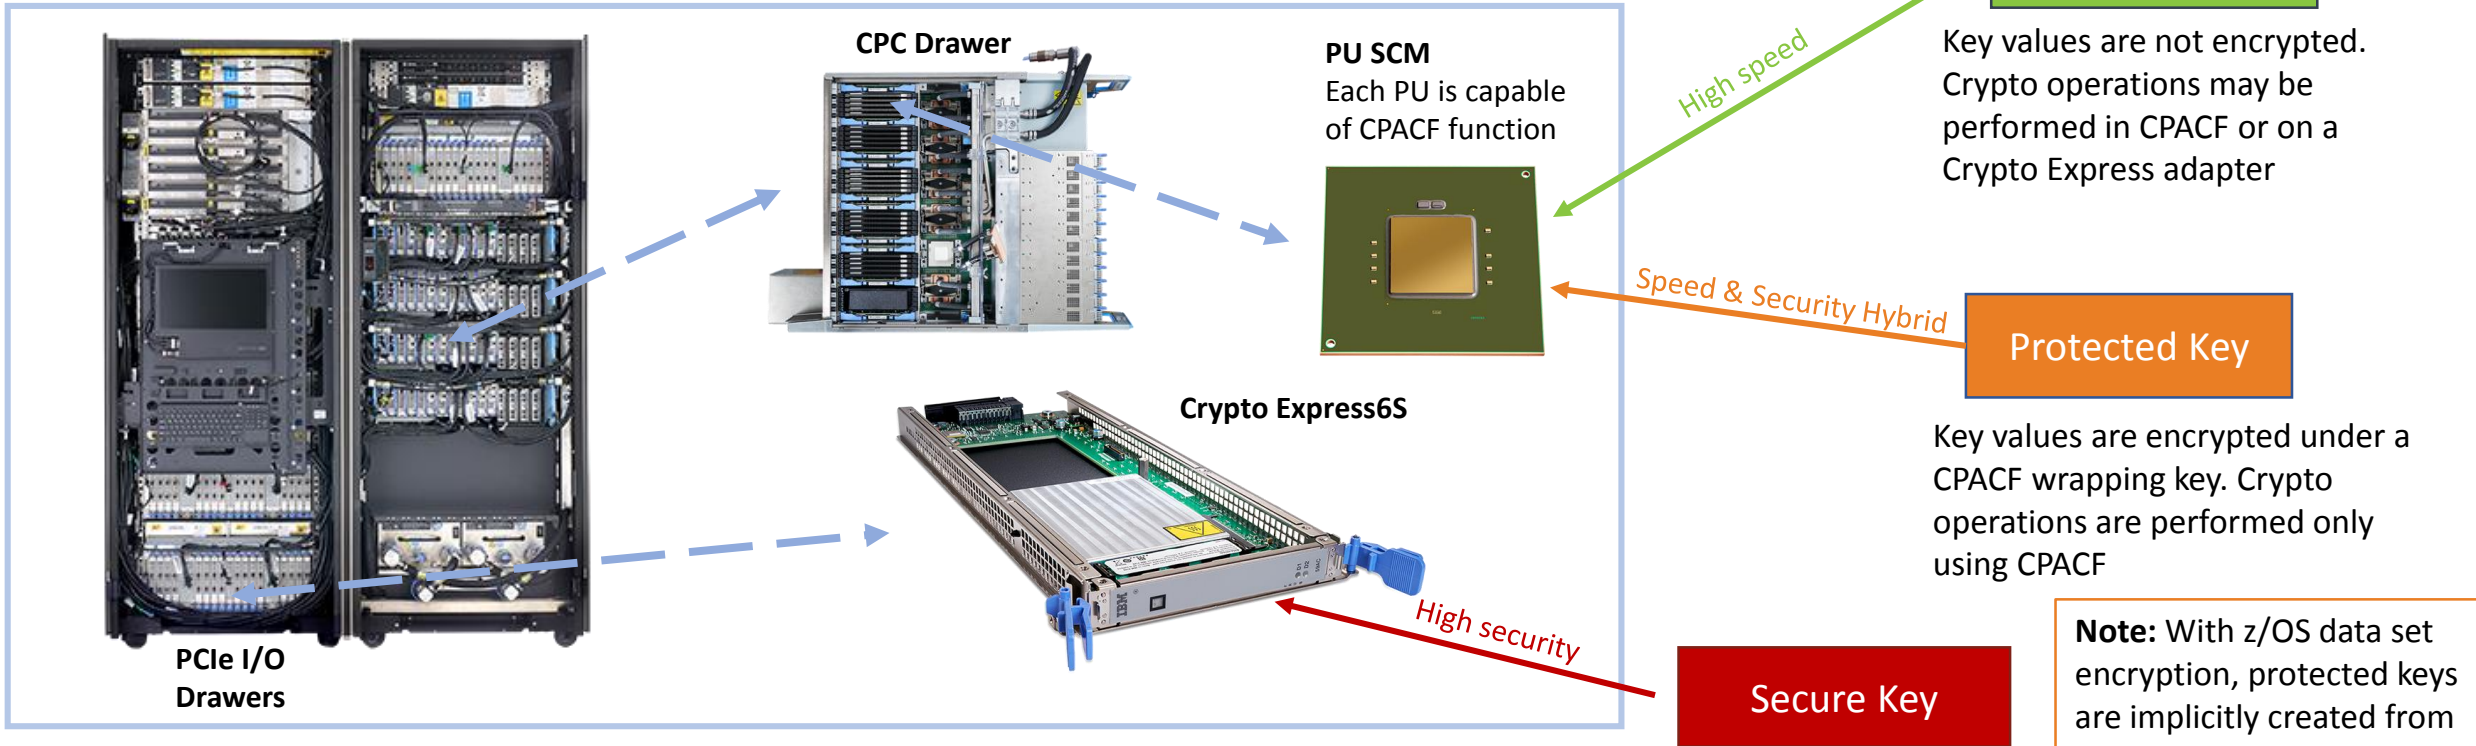 CPC Drawer
PU SCM
Each PU is capable
of CPACF function
High speed
Key values are not encrypted.
Crypto operations may be
performed in CPACF or on a
Crypto Express adapter
Speed & Security Hybrid
Protected Key
Key values are encrypted under a
CPACF wrapping key. Crypto
operations are performed only
using CPACF
Crypto Express6S
IBM
High security
Secure Key
PCIe I/O
Drawers
Note: With z/OS data set
encryption, protected keys
are implicitly created from